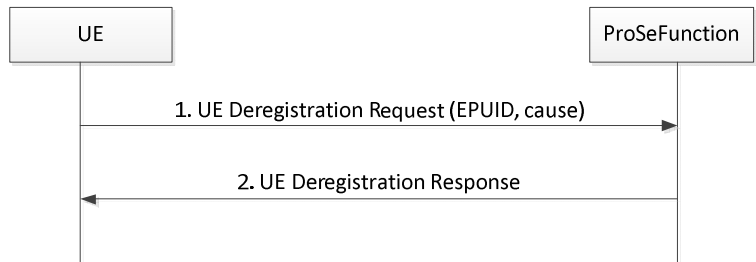 UE
ProSeFunction
1. UE Deregistration Request (EPUID, cause)
2. UE Deregistration Response